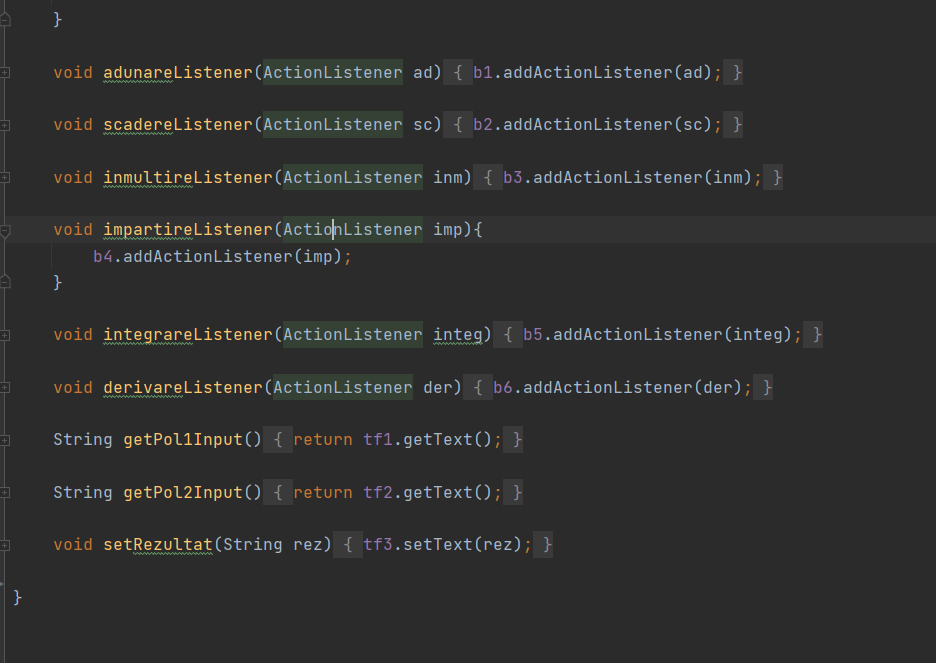 }
void adunareListener(ActionListener ad) { b1.addActionListener(ad); }
void scadereListener(ActionListener sc) { b2.addActionListener(sc); }
void inmultireListener(ActionListener inm) { b3.addActionListener(inm); }
void impartireListener(ActionListener imp){
b4.addActionListener(imp);
}
void integrareListener(ActionListener integ) { b5.addActionListener(integ); }
void derivareListener(ActionListener der) { b6.addActionListener(der); }
String getPol1Input() { return tf1.getText(); }
String getPol2Input() { return tf2.getText(); }
void setRezultat(String rez) { tf3.setText(rez); }
}